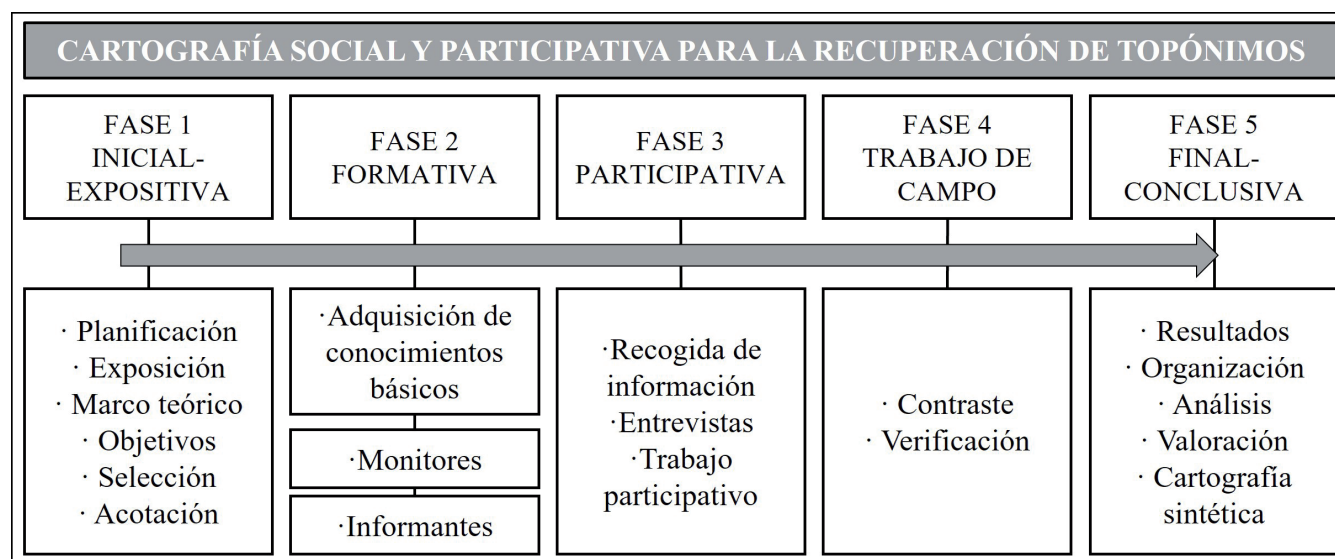 CARTOGRAFÍA SOCIAL Y PARTICIPATIVA PARA LA RECUPERACIÓN DE TOPÓNIMOS
FASE 1
INICIAL-
EXPOSITIVA
FASE 2
FORMATIVA
FASE 3
PARTICIPATIVA
FASE 4
TRABAJO DE
CAMPO
FASE 5
FINAL-
CONCLUSIVA
· Planificación
· Exposición
· Marco teórico
· Objetivos
· Selección
· Acotación
·Adquisición de
conocimientos
básicos
·Monitores
·Informantes
·Recogida de
información
·Entrevistas
·Trabajo
participativo
· Contraste
· Verificación
· Resultados
· Organización
· Análisis
· Valoración
· Cartografía
sintética